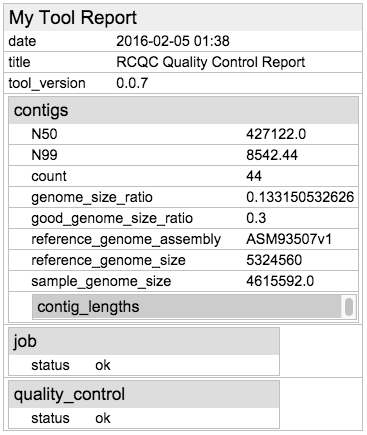 My Tool Report
date 2016-02-05 01:38
title RCQC Quality Control Report
tool_version 0.0.7
contigs
N50 427122.0
N99 8542.44
count 44
genome_size_ratio 0.133150532626
good_genome_size_ratio 0.3
reference_genome_assembly ASM93507v1
reference_genome_size 5324560
sample_genome_size 4615592.0
contig_lengths
job
status ok
quality_control
status ok